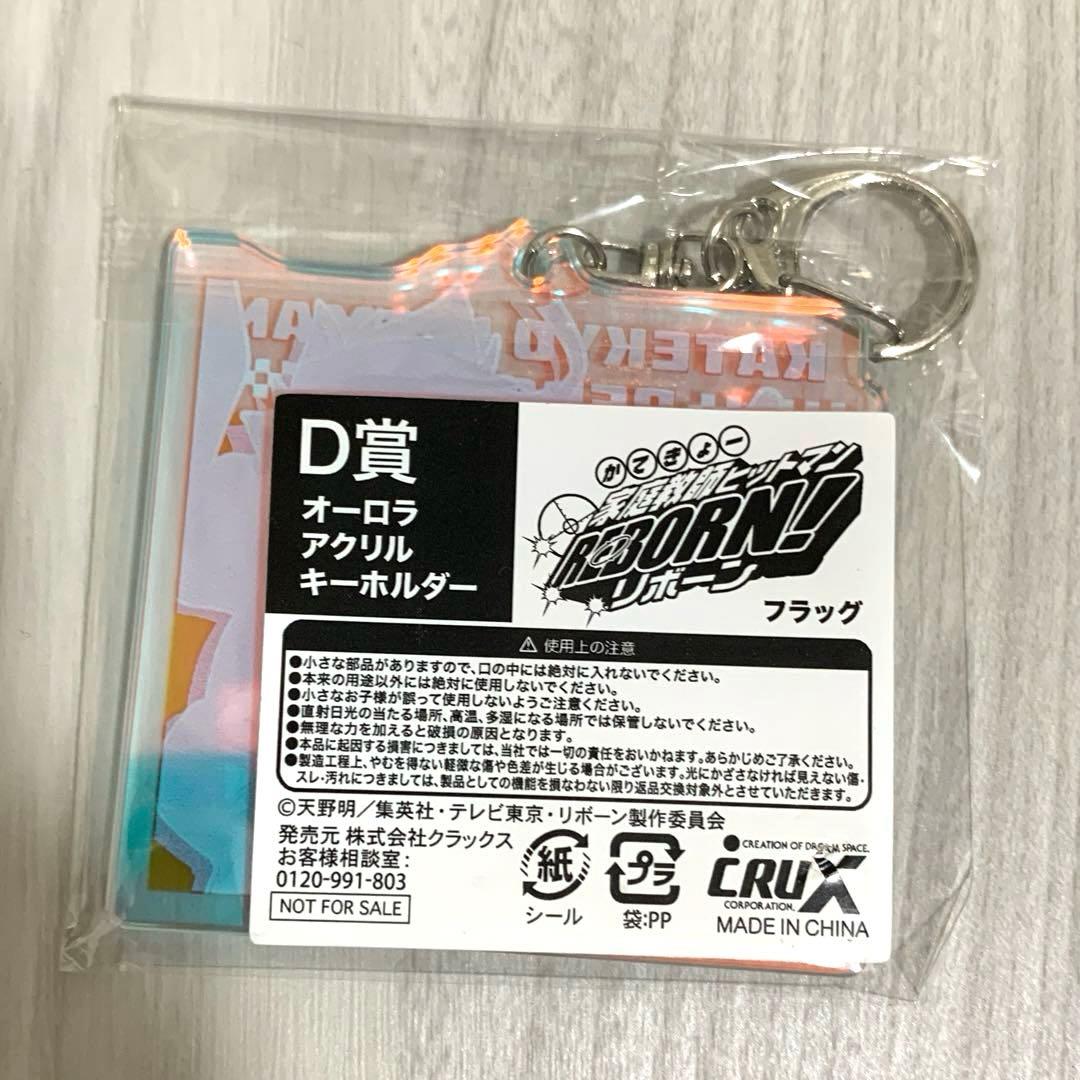 KATEKYO
D賞
オーロラ
アクリル
キーホルダー
かてきょー
家庭教師ヒットマン
REBORN!
リボーン
フラッグ
⚠ 使用上の注意
●小さな部品がありますので、口の中には絶対に入れないでください。
●本来の用途以外には絶対に使用しないでください。
●小さなお子様が誤って使用しないようご注意ください。
●直射日光の当たる場所、高温、多湿になる場所では保管しないでください。
●無理な力を加えると破損の原因となります。
●本品に起因する損害につきましては、当社では一切の責任をおいかねます。あらかじめご了承ください。
●製造工程上、やむを得ない軽微な傷や色差が生じる場合がございます。光にかざさなければ見えない傷・
スレ・汚れにつきましては、製品としての機能を損なわない限り返品交換対象外とさせていただきます。
©天野明／集英社・テレビ東京・リボーン製作委員会
発売元 株式会社クラックス
お客様相談室：
0120-991-803
NOT FOR SALE
紙
シール
プラ
袋:PP
CREATION OF DREAM SPACE.
CRUX
CORPORATION.
MADE IN CHINA